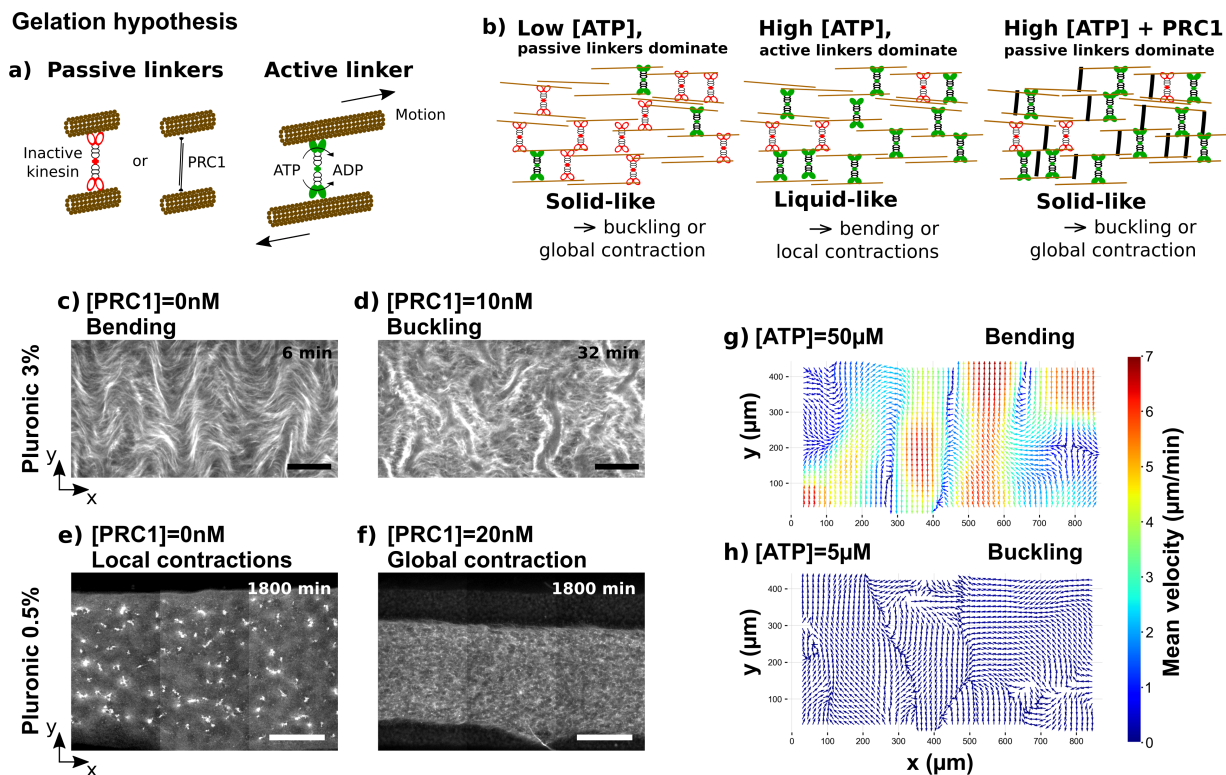 Gelation hypothesis
a) Passive linkers
Active linker
Inactive
kinesin
or
PRC1
ATP
ADP
Motion
b) Low [ATP],
passive linkers dominate
High [ATP],
active linkers dominate
High [ATP] + PRC1
passive linkers dominate
Solid-like
→ buckling or
global contraction
Liquid-like
→ bending or
local contractions
Solid-like
→ buckling or
global contraction
c) [PRC1]=0nM
Bending
6 min
d) [PRC1]=10nM
Buckling
32 min
Pluronic 3%
y
x
e) [PRC1]=0nM
Local contractions
1800 min
f) [PRC1]=20nM
Global contraction
1800 min
Pluronic 0.5%
y
x
g) [ATP]=50µM Bending
400
300
200
100
y (µm)
0 100 200 300 400 500 600 700 800
h) [ATP]=5µM Buckling
400
300
200
100
y (µm)
0 100 200 300 400 500 600 700 800
x (µm)
7
6
5
4
3
2
1
0
Mean velocity (µm/min)